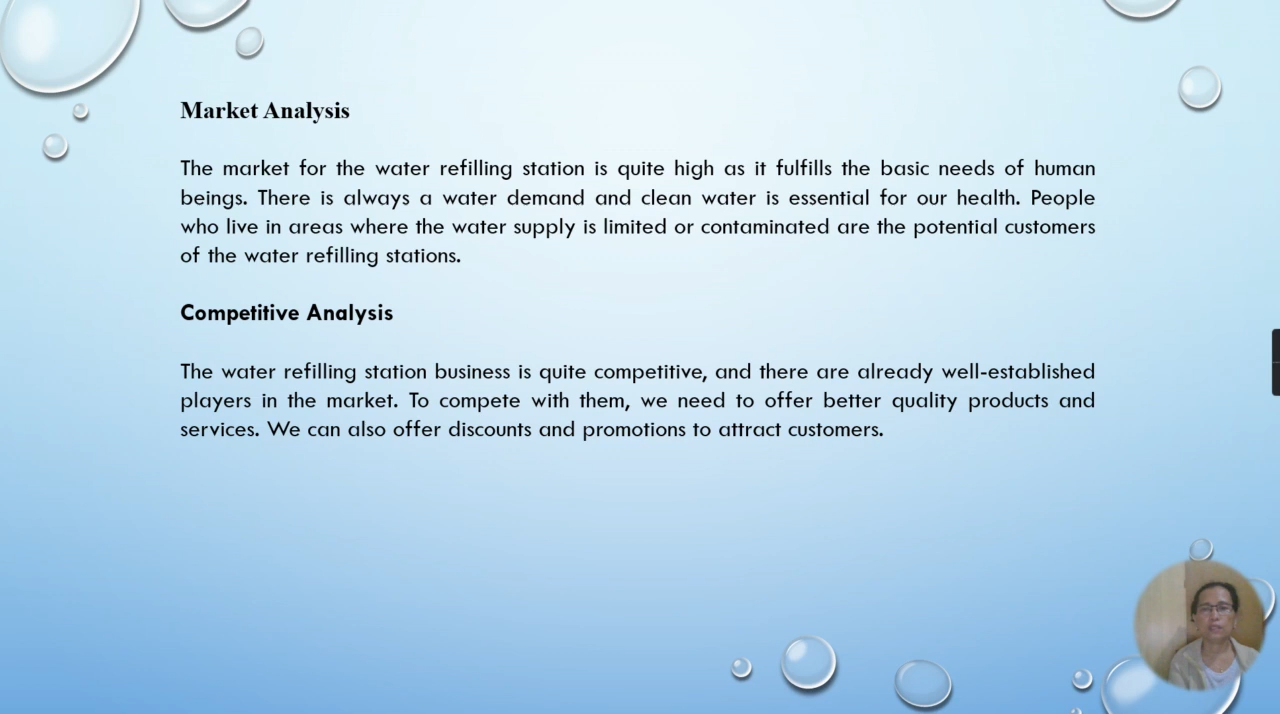 Market Analysis
The market for the water refilling station is quite high as it fulfills the basic needs of human
beings. There is always a water demand and clean water is essential for our health. People
who live in areas where the water supply is limited or contaminated are the potential customers
of the water refilling stations.
Competitive Analysis
The water refilling station business is quite competitive, and there are already well-established
players in the market. To compete with them, we need to offer better quality products and
services. We can also offer discounts and promotions to attract customers.